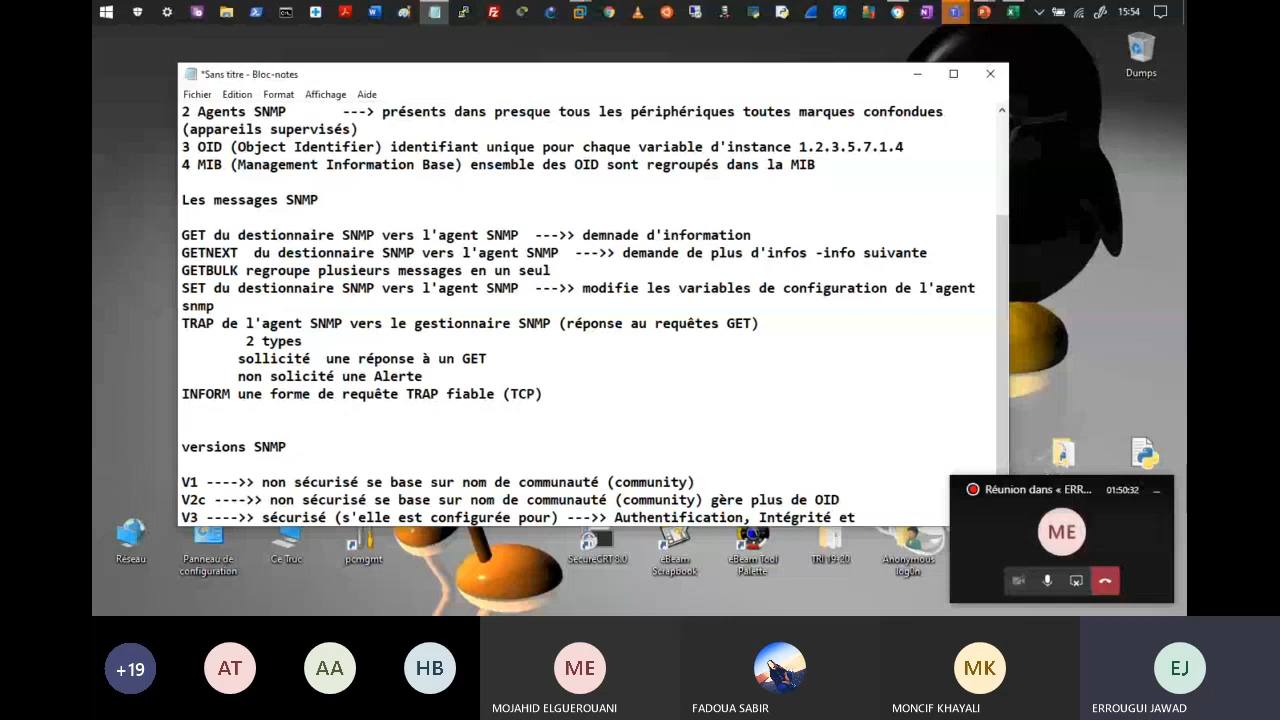 15:54
Dumps
*Sans titre - Bloc-notes
Fichier Edition Format Affichage Aide
2 Agents SNMP ---> présents dans presque tous les périphériques toutes marques confondues
(appareils supervisés)
3 OID (Object Identifier) identifiant unique pour chaque variable d'instance 1.2.3.5.7.1.4
4 MIB (Management Information Base) ensemble des OID sont regroupés dans la MIB
Les messages SNMP
GET du destionnaire SNMP vers l'agent SNMP --->> demnade d'information
GETNEXT du destionnaire SNMP vers l'agent SNMP --->> demande de plus d'infos -info suivante
GETBULK regroupe plusieurs messages en un seul
SET du destionnaire SNMP vers l'agent SNMP --->> modifie les variables de configuration de l'agent
snmp
TRAP de l'agent SNMP vers le gestionnaire SNMP (réponse au requêtes GET)
2 types
sollicité une réponse à un GET
non solicité une Alerte
INFORM une forme de requête TRAP fiable (TCP)
versions SNMP
V1 ---->> non sécurisé se base sur nom de communauté (community)
V2c ---->> non sécurisé se base sur nom de communauté (community) gère plus de OID
V3 ---->> sécurisé (s'elle est configurée pour) --->> Authentification, Intégrité et
Réunion dans « ERR... 01:50:32
ME
Réseau
Panneau de
configuration
Ce Truc
pcmgmt
SecureCRT 8.0
eBeam
Scrapbook
eBeam Tool
Palette
TRI 19-20
Anonymous
log0n
+19
AT
AA
HB
ME
MK
EJ
MOJAHID ELGUEROUANI
FADOUA SABIR
MONCIF KHAYALI
ERROUGUI JAWAD